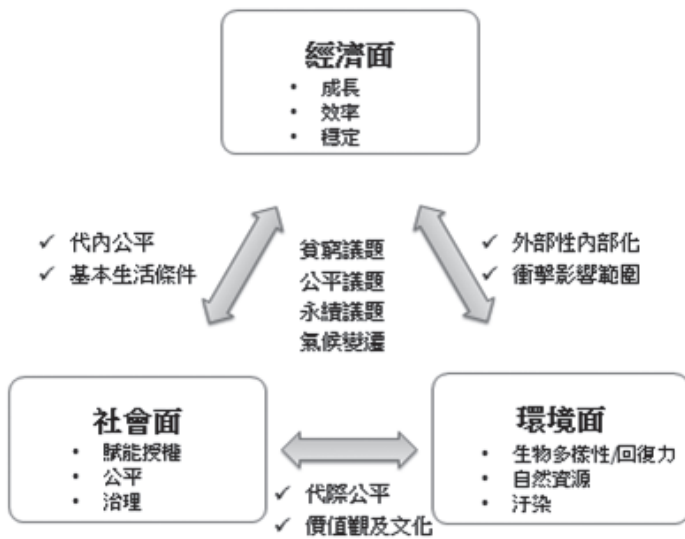 經濟面
• 成長
• 效率
• 穩定
✓ 代內公平
✓ 基本生活條件
貧窮議題
公平議題
永續議題
氣候變遷
✓ 外部性內部化
✓ 衝擊影響範圍
社會面
• 賦能授權
• 公平
• 治理
✓ 代際公平
✓ 價值觀及文化
環境面
• 生物多樣性/回復力
• 自然資源
• 汙染